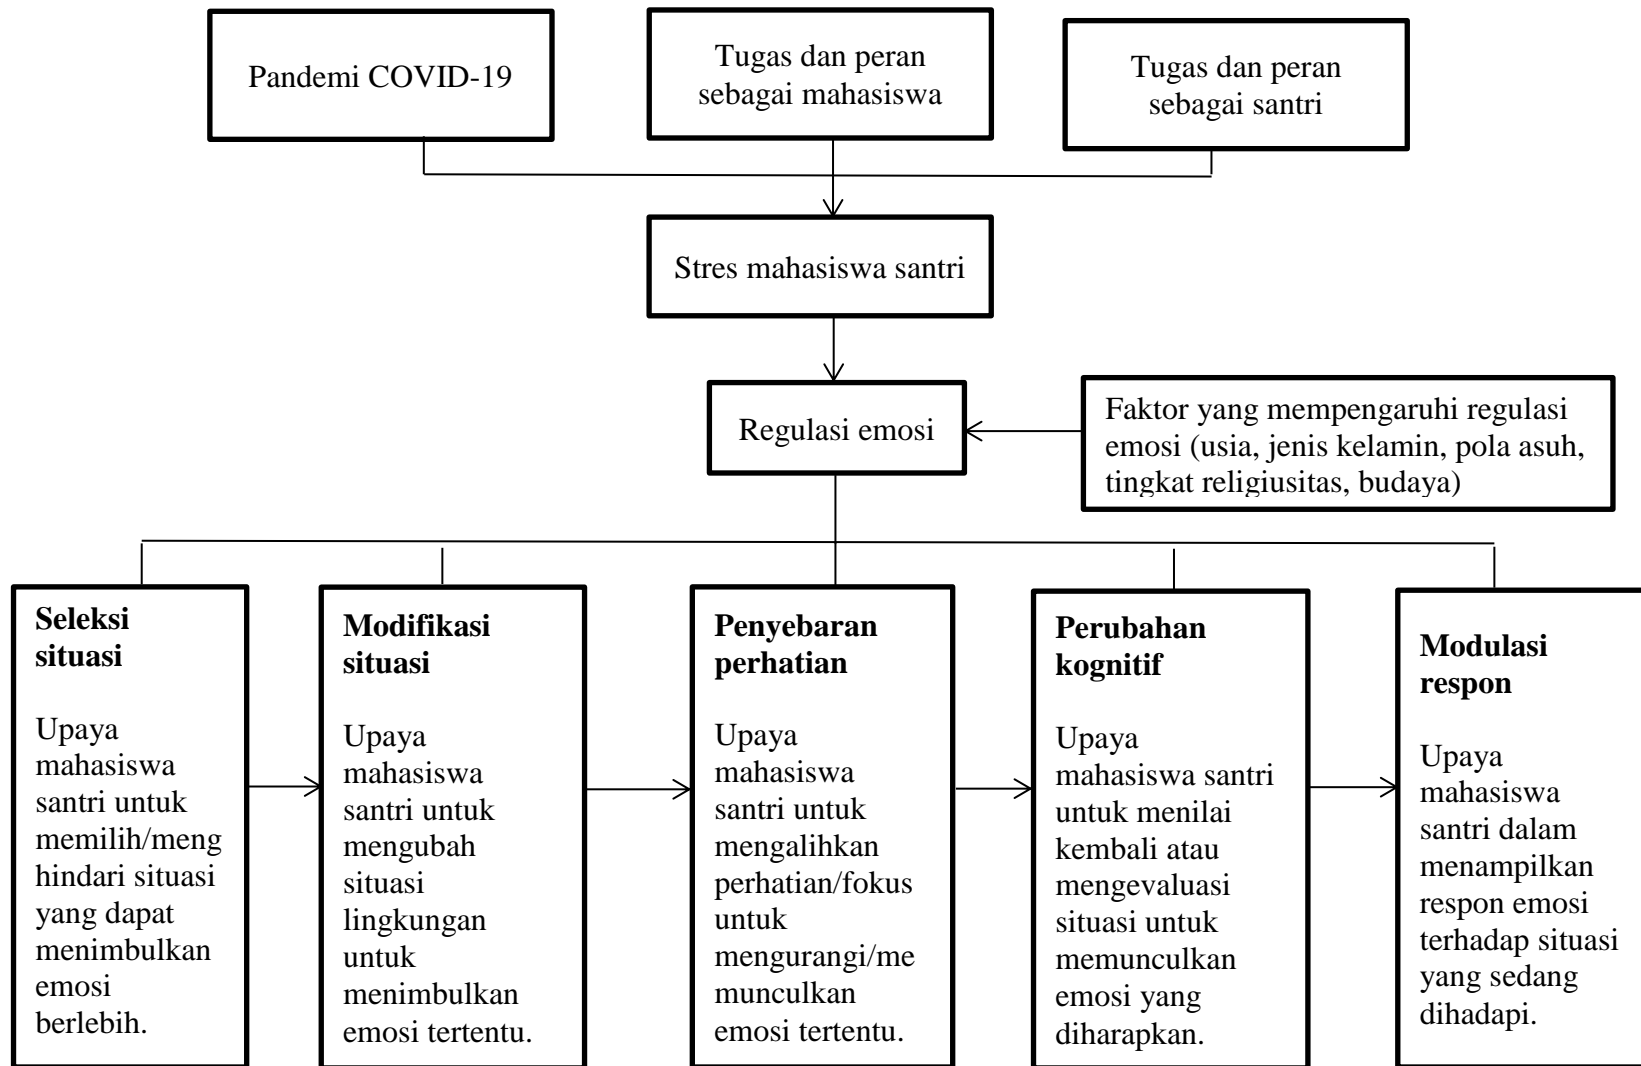 Pandemi COVID-19
Tugas dan peran
sebagai mahasiswa
Tugas dan peran
sebagai santri
Stres mahasiswa santri
Regulasi emosi
Faktor yang mempengaruhi regulasi
emosi (usia, jenis kelamin, pola asuh,
tingkat religiusitas, budaya)
Seleksi
situasi
Upaya
mahasiswa
santri untuk
memilih/meng
hindari situasi
yang dapat
menimbulkan
emosi
berlebih.
Modifikasi
situasi
Upaya
mahasiswa
santri untuk
mengubah
situasi
lingkungan
untuk
menimbulkan
emosi tertentu.
Penyebaran
perhatian
Upaya
mahasiswa
santri untuk
mengalihkan
perhatian/fokus
untuk
mengurangi/me
munculkan
emosi tertentu.
Perubahan
kognitif
Upaya
mahasiswa santri
untuk menilai
kembali atau
mengevaluasi
situasi untuk
memunculkan
emosi yang
diharapkan.
Modulasi
respon
Upaya
mahasiswa
santri dalam
menampilkan
respon emosi
terhadap situasi
yang sedang
dihadapi.